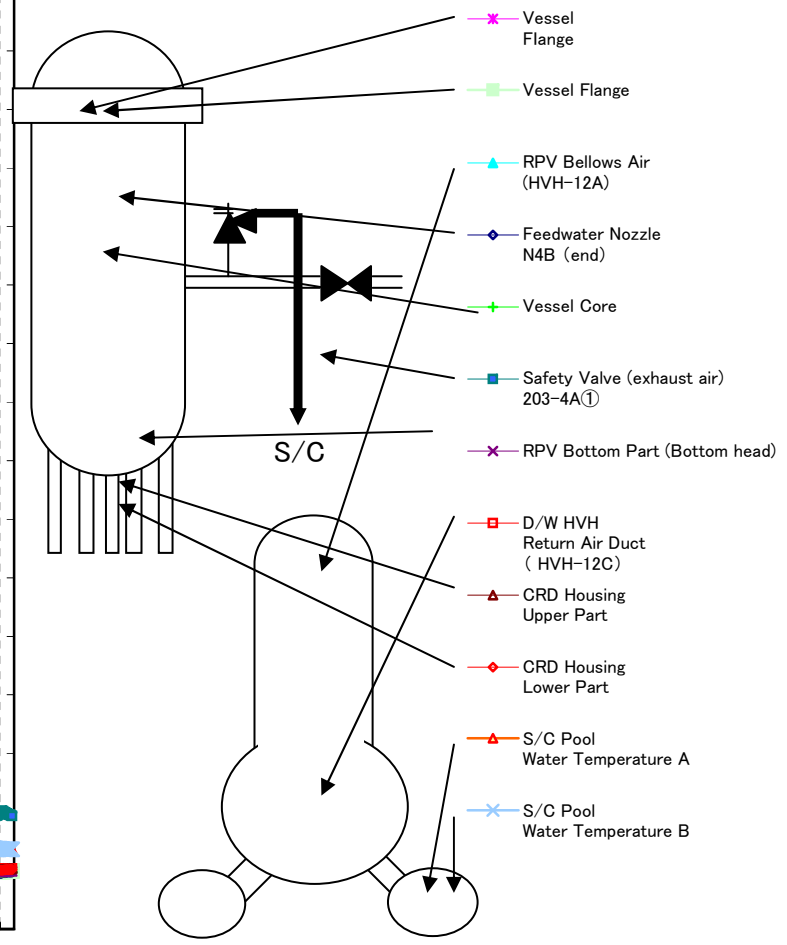 Vessel
Flange
Vessel Flange
RPV Bellows Air
(HVH-12A)
Feedwater Nozzle
N4B (end)
Vessel Core
Safety Valve (exhaust air)
203-4A①
S/C
RPV Bottom Part (Bottom head)
D/W HVH
Return Air Duct
( HVH-12C)
CRD Housing
Upper Part
CRD Housing
Lower Part
S/C Pool
Water Temperature A
S/C Pool
Water Temperature B